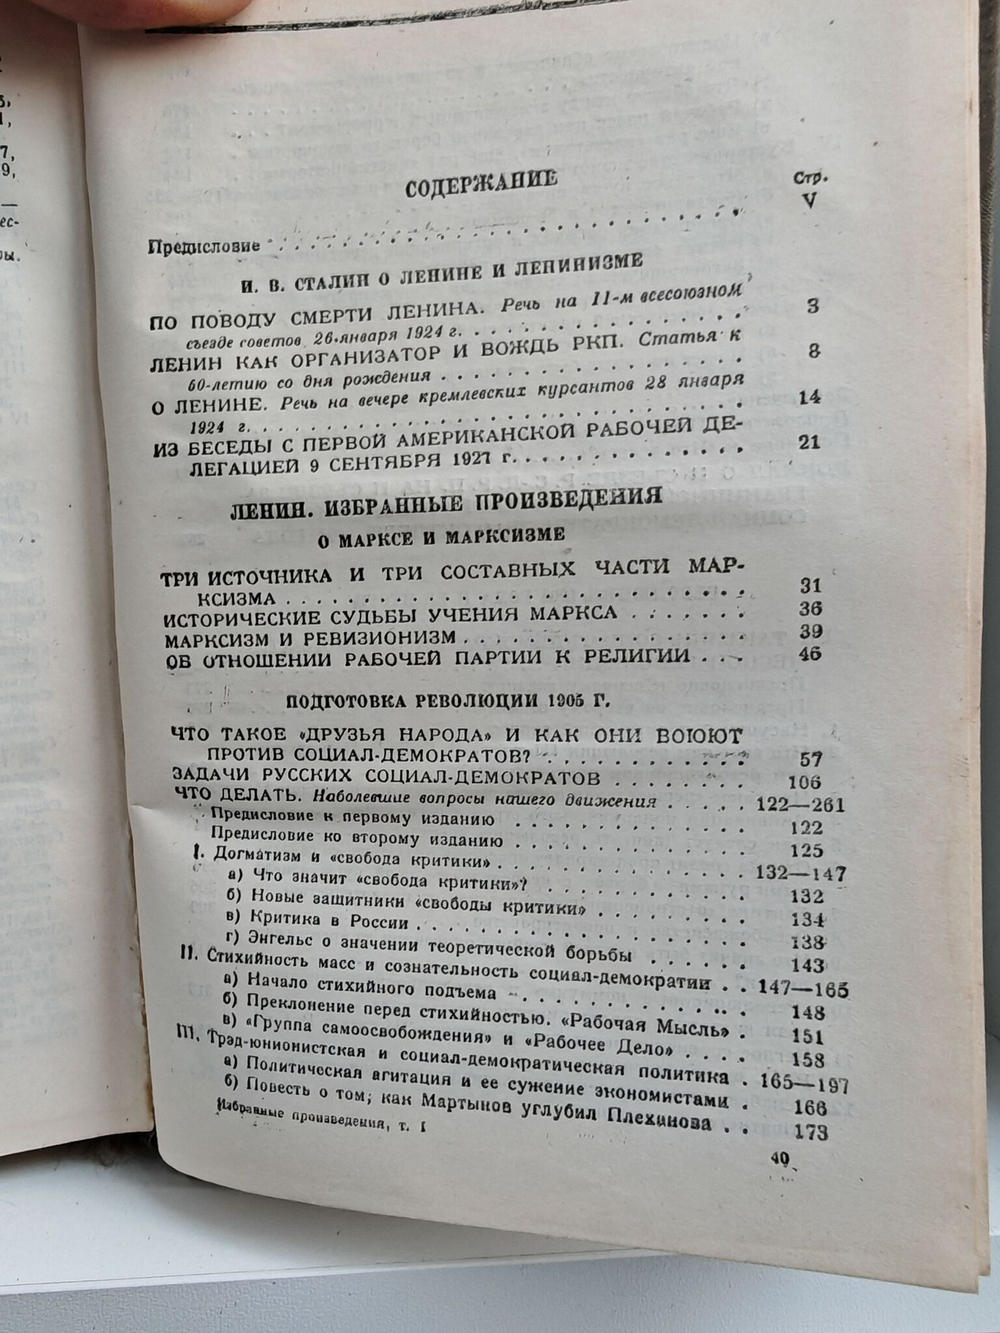 СОДЕРЖАНИЕ
Стр.
Предисловие . . . . . . . . . . . . . . . . . . . . . . . . . . V
И. В. СТАЛИН О ЛЕНИНЕ И ЛЕНИНИЗМЕ
ПО ПОВОДУ СМЕРТИ ЛЕНИНА. Речь на 11-м всесоюзном
съезде советов 26 января 1924 г. . . . . . . . . . . . . . . . 3
ЛЕНИН КАК ОРГАНИЗАТОР И ВОЖДЬ РКП. Статья к
60-летию со дня рождения . . . . . . . . . . . . . . . . . 8
О ЛЕНИНЕ. Речь на вечере кремлевских курсантов 28 января
1924 г. . . . . . . . . . . . . . . . . . . . . . . . . . . . 14
ИЗ БЕСЕДЫ С ПЕРВОЙ АМЕРИКАНСКОЙ РАБОЧЕЙ ДЕ-
ЛЕГАЦИЕЙ 9 СЕНТЯБРЯ 1927 г. . . . . . . . . . . . . . 21
ЛЕНИН. ИЗБРАННЫЕ ПРОИЗВЕДЕНИЯ
О МАРКСЕ И МАРКСИЗМЕ
ТРИ ИСТОЧНИКА И ТРИ СОСТАВНЫХ ЧАСТИ МАР-
КСИЗМА . . . . . . . . . . . . . . . . . . . . . . . . . . . 31
ИСТОРИЧЕСКИЕ СУДЬБЫ УЧЕНИЯ МАРКСА . . . . . . . 36
МАРКСИЗМ И РЕВИЗИОНИЗМ . . . . . . . . . . . . . . . . 39
ОБ ОТНОШЕНИИ РАБОЧЕЙ ПАРТИИ К РЕЛИГИИ . . . 46
ПОДГОТОВКА РЕВОЛЮЦИИ 1905 Г.
ЧТО ТАКОЕ «ДРУЗЬЯ НАРОДА» И КАК ОНИ ВОЮЮТ
ПРОТИВ СОЦИАЛ-ДЕМОКРАТОВ? . . . . . . . . . . . . 57
ЗАДАЧИ РУССКИХ СОЦИАЛ-ДЕМОКРАТОВ . . . . . . . . 106
ЧТО ДЕЛАТЬ. Наболевшие вопросы нашего движения . . . . . 122—261
Предисловие к первому изданию . . . . . . . . . . . . . 122
Предисловие ко второму изданию . . . . . . . . . . . . . 125
I. Догматизм и «свобода критики» . . . . . . . . . . . . . 132—147
а) Что значит «свобода критики»? . . . . . . . . . . . 132
б) Новые защитники «свободы критики» . . . . . . . . 134
в) Критика в России . . . . . . . . . . . . . . . . . 138
г) Энгельс о значении теоретической борьбы . . . . . . 143
II. Стихийность масс и сознательность социал-демократии . . 147—165
а) Начало стихийного подъема . . . . . . . . . . . . . 148
б) Преклонение перед стихийностью. «Рабочая Мысль» . 151
в) «Группа самоосвобождения» и «Рабочее Дело» . . . . 158
III. Трэд-юнионистская и социал-демократическая политика . 165—197
а) Политическая агитация и ее сужение экономистами . 166
б) Повесть о том, как Мартынов углубил Плеханова . . 173
Избранные произведения, т. I
40